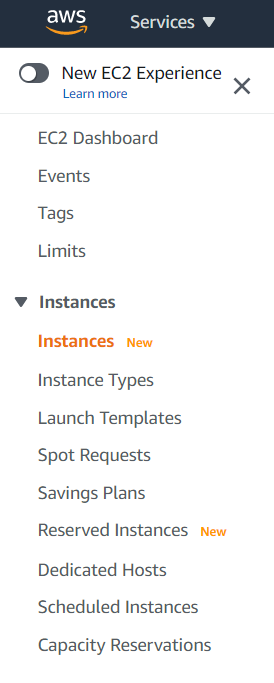 aws Services
New EC2 Experience
Learn more
EC2 Dashboard
Events
Tags
Limits
Instances
Instances New
Instance Types
Launch Templates
Spot Requests
Savings Plans
Reserved Instances New
Dedicated Hosts
Scheduled Instances
Capacity Reservations